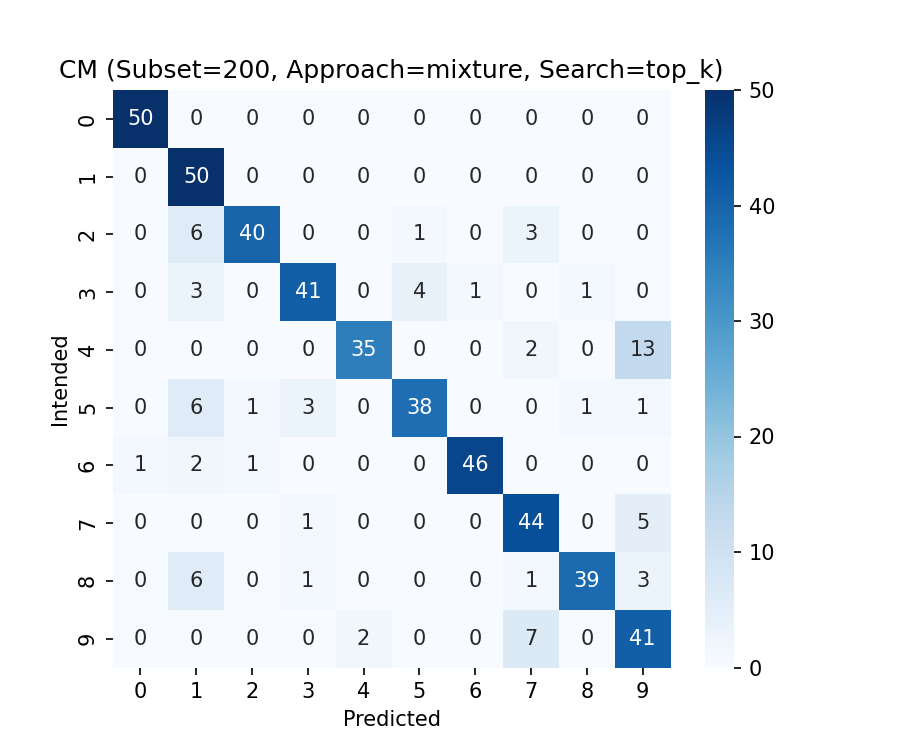 CM (Subset=200, Approach=mixture, Search=top_k)
Intended
0 50 0 0 0 0 0 0 0 0 0
1 0 50 0 0 0 0 0 0 0 0
2 0 6 40 0 0 1 0 3 0 0
3 0 3 0 41 0 4 1 0 1 0
4 0 0 0 0 35 0 0 2 0 13
5 0 6 1 3 0 38 0 0 1 1
6 1 2 1 0 0 0 46 0 0 0
7 0 0 0 1 0 0 0 44 0 5
8 0 6 0 1 0 0 0 1 39 3
9 0 0 0 0 2 0 0 7 0 41
0 1 2 3 4 5 6 7 8 9
Predicted
50
40
30
20
10
0